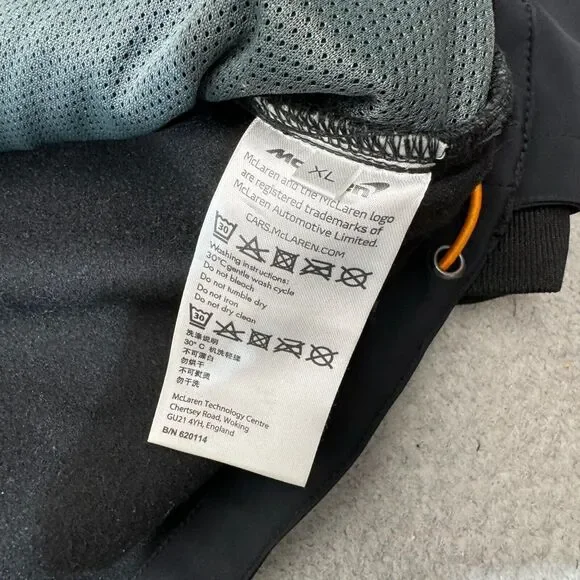 XL
McLaren and the McLaren logo
are registered trademarks of
McLaren Automotive Limited.
CARS.MCLAREN.COM
30
Washing instructions:
30°C gentle wash cycle
Do not bleach
Do not tumble dry
Do not iron
Do not dry clean
30
洗涤说明
30° C 机洗轻揉
不可漂白
勿烘干
不可熨烫
勿干洗
McLaren Technology Centre
Chertsey Road, Woking
GU21 4YH, England
B/N 620114